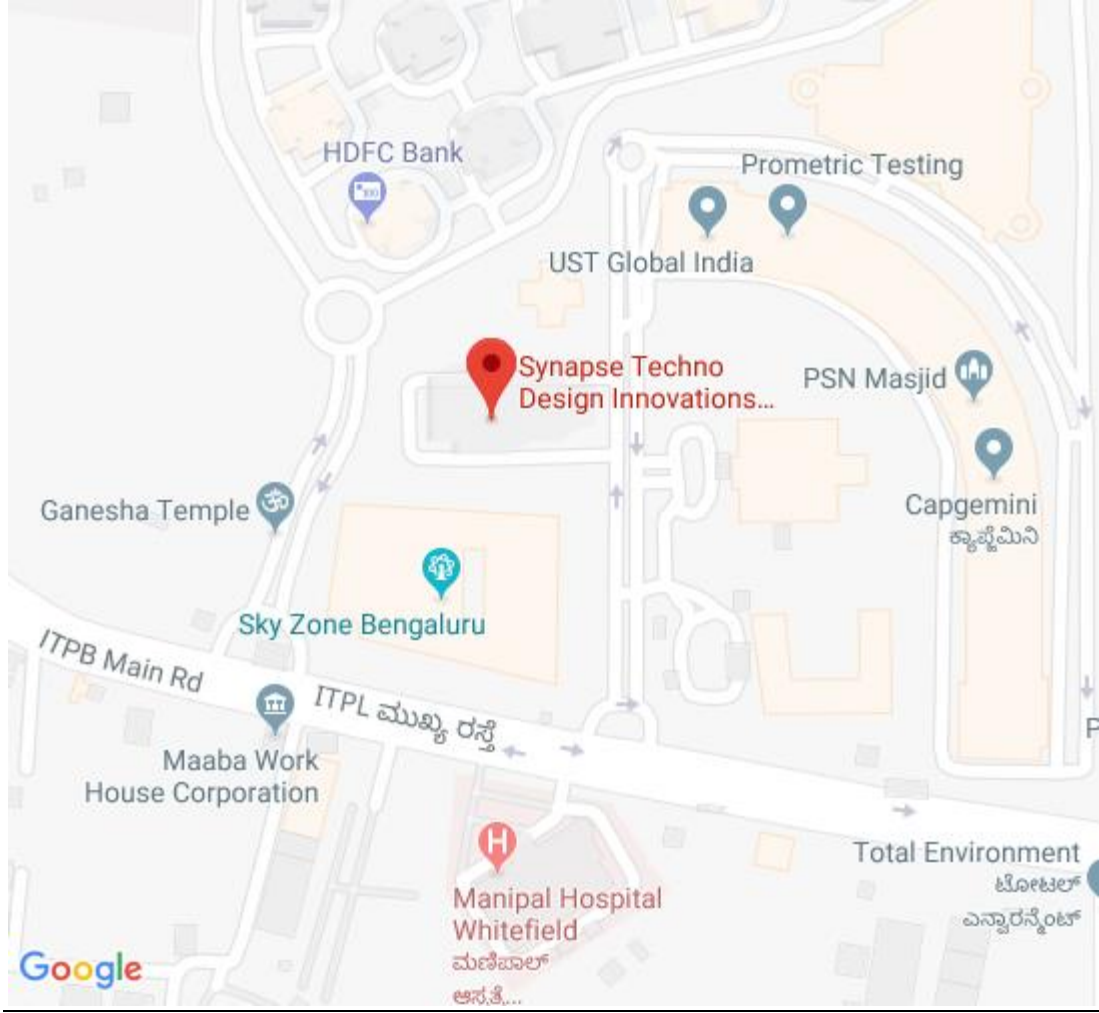 HDFC Bank
Prometric Testing
UST Global India
Synapse Techno
Design Innovations...
PSN Masjid
Capgemini
ಕ್ಯಾಪ್ಜೆಮಿನಿ
Ganesha Temple
Sky Zone Bengaluru
ITPB Main Rd
ITPL ಮುಖ್ಯ ರಸ್ತೆ
P
Maaba Work
House Corporation
H
Manipal Hospital
Whitefield
ಮಣಿಪಾಲ್
ಆಸ್ಪತ್ರೆ...
Total Environment
ಟೋಟಲ್
ಎನ್ವಾರನ್ಮೆಂಟ್
Google